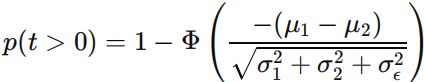 p(t > 0) = 1 − Φ ( −(μ₁ − μ₂) / √(σ₁² + σ₂² + σ_ϵ²) )